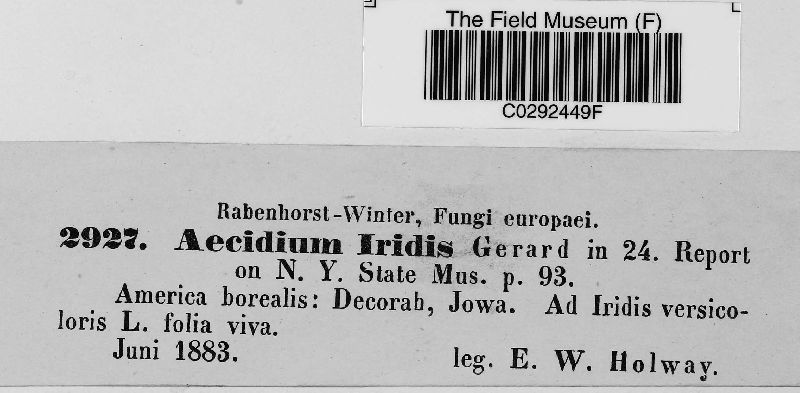 The Field Museum (F)
C0292449F
Rabenhorst-Winter, Fungi europaei.
2927. Aecidium Iridis Gerard in 24. Report
on N. Y. State Mus. p. 93.
America borealis: Decorah, Jowa. Ad Iridis versico-
loris L. folia viva.
Juni 1883. leg. E. W. Holway.